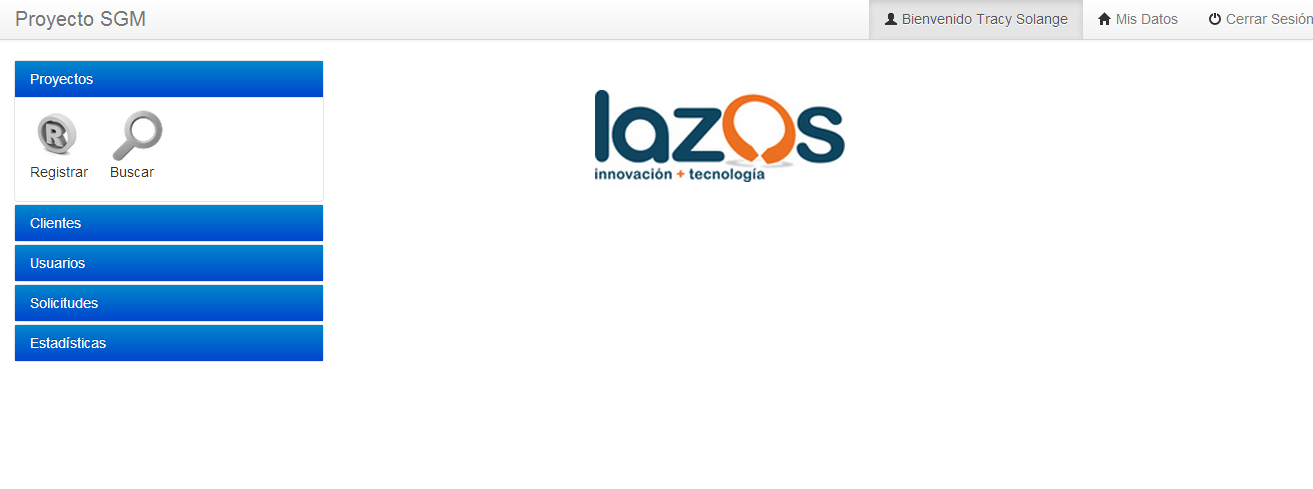 Proyecto SGM
Bienvenido Tracy Solange
Mis Datos
Cerrar Sesión
Proyectos
R
Registrar
Buscar
Clientes
Usuarios
Solicitudes
Estadísticas
lazos
innovación + tecnología